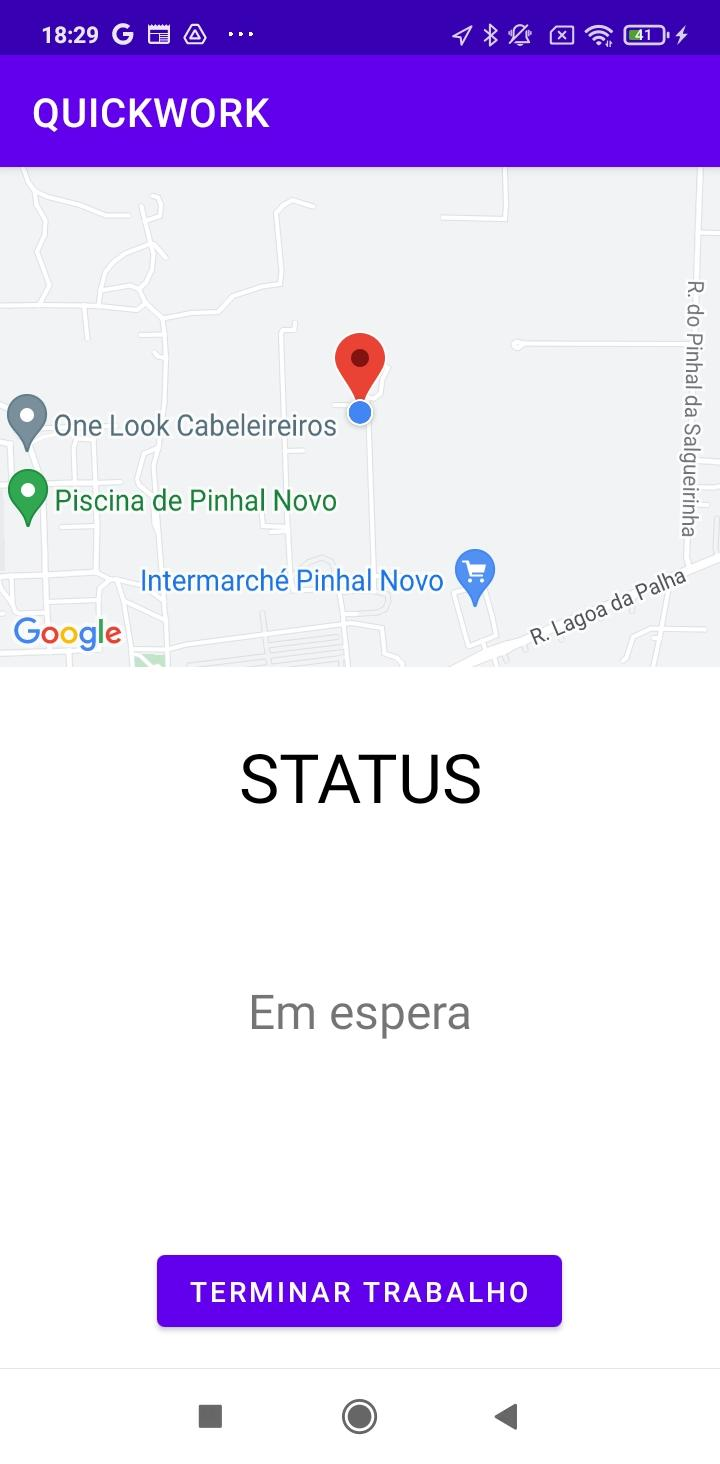 18:29
41
QUICKWORK
R. do Pinhal da Salgueirinha
One Look Cabeleireiros
Piscina de Pinhal Novo
Intermarché Pinhal Novo
R. Lagoa da Palha
Google
STATUS
Em espera
TERMINAR TRABALHO